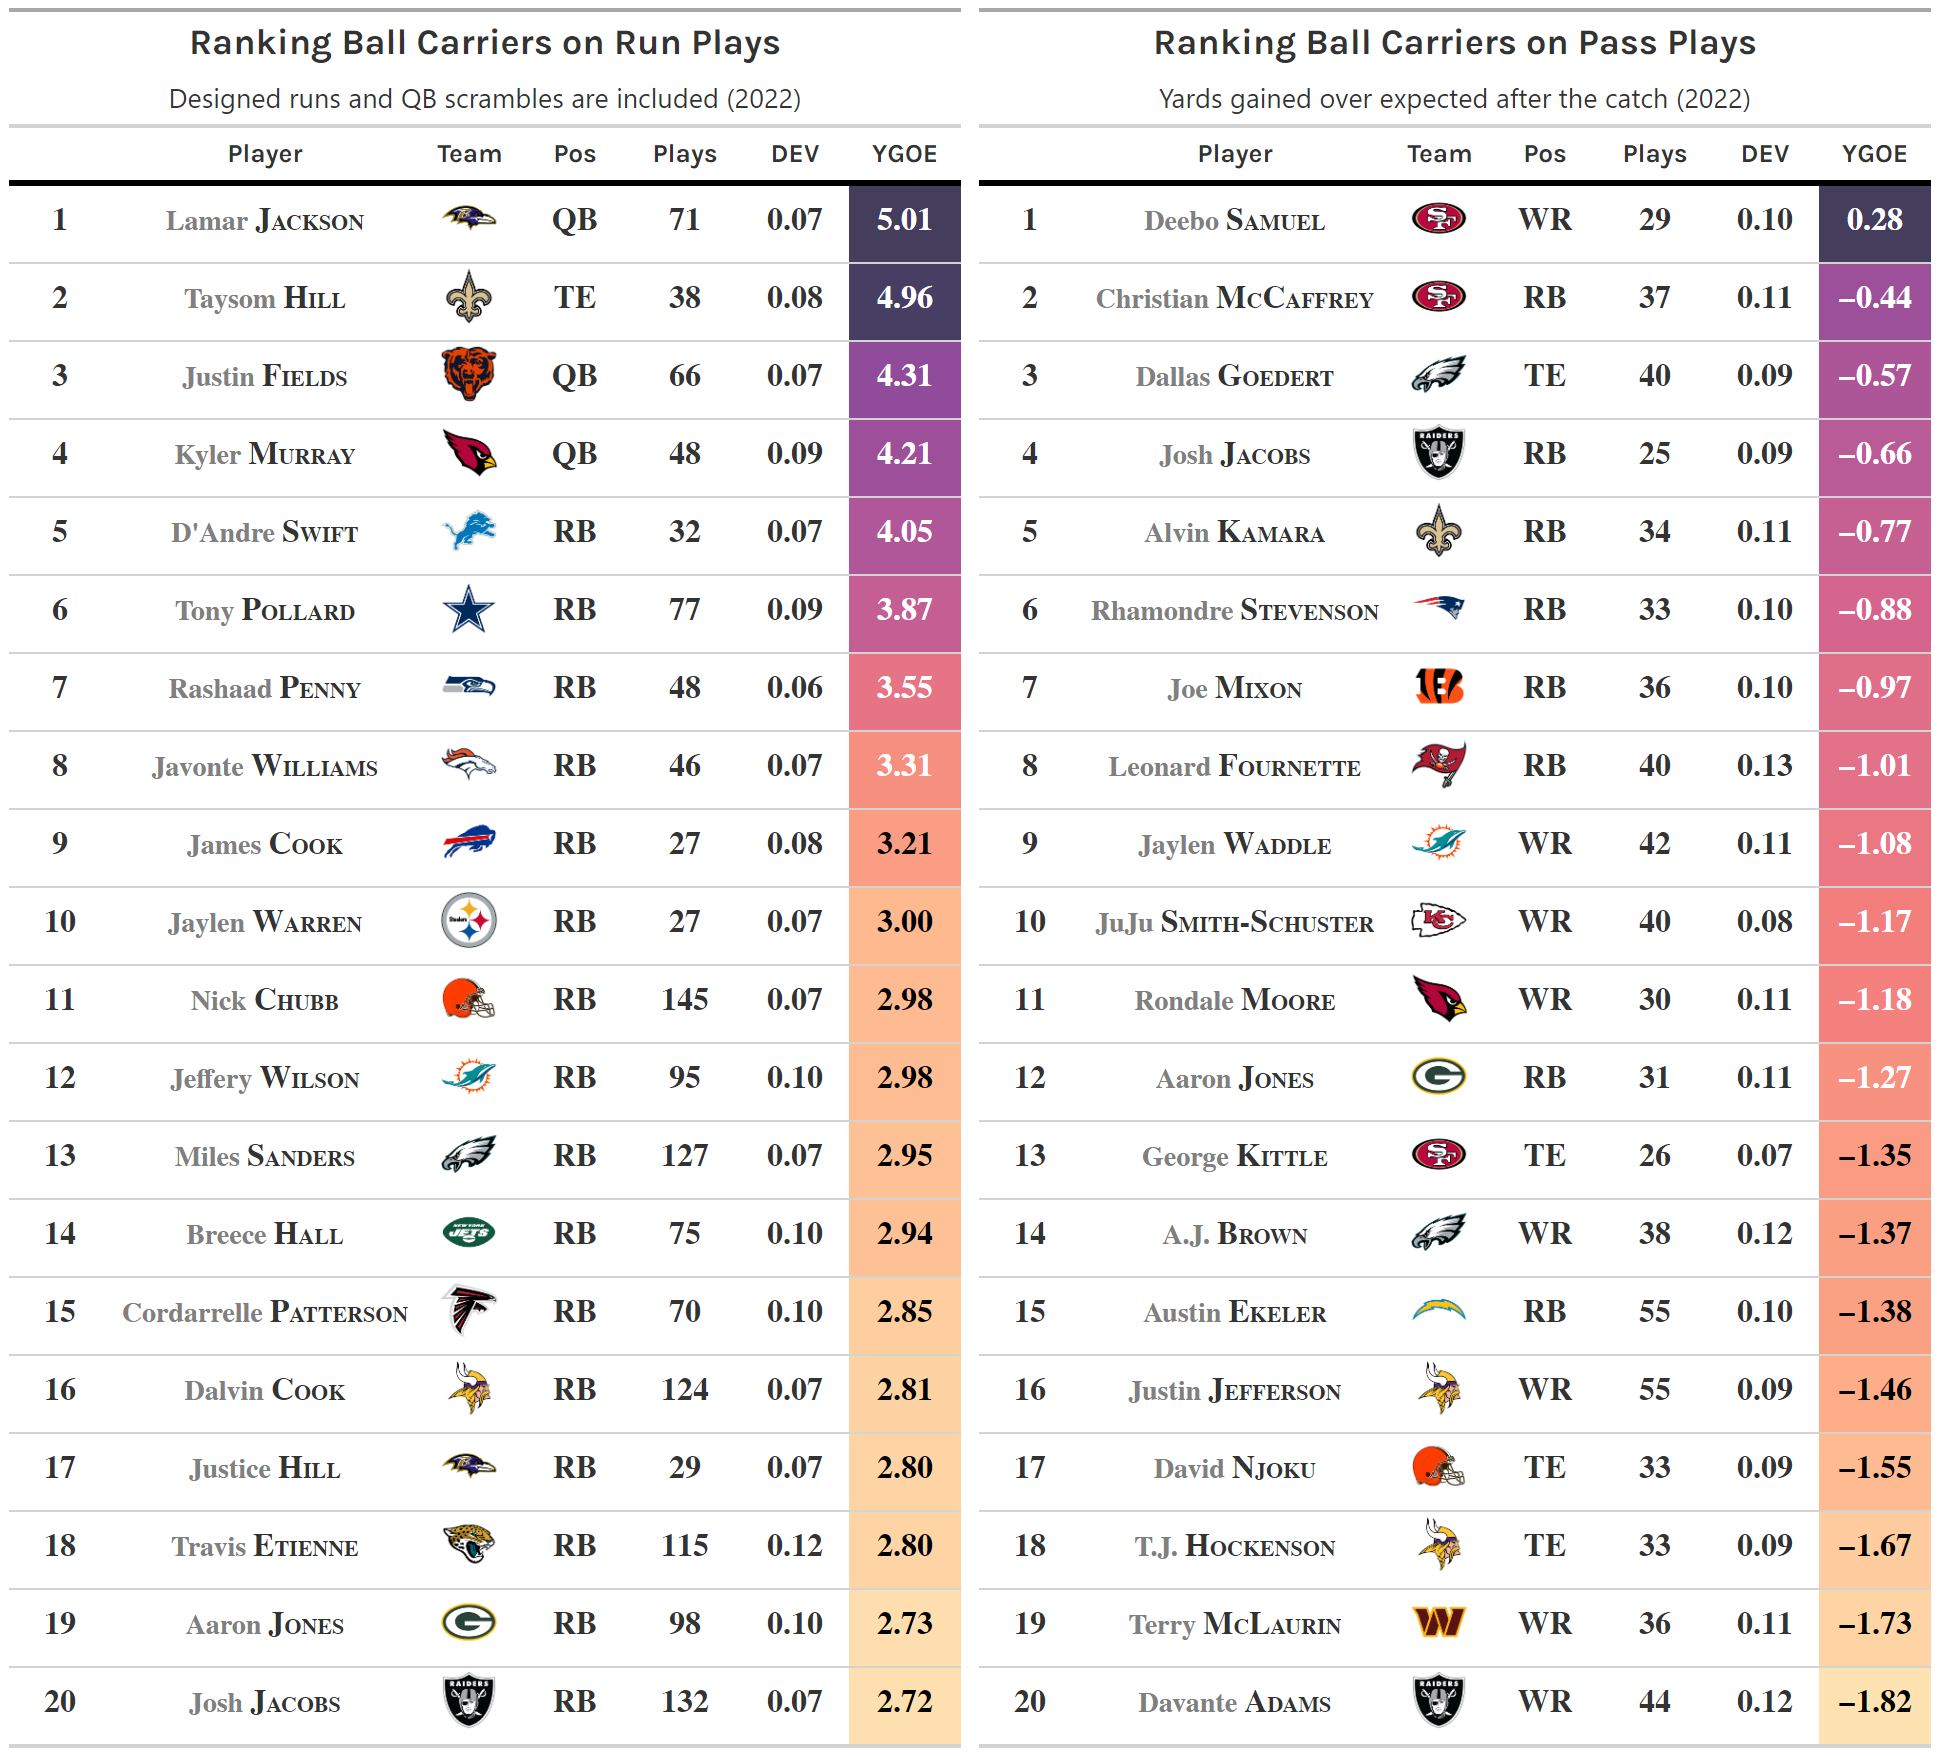 Ranking Ball Carriers on Run Plays
Designed runs and QB scrambles are included (2022)
Player Team Pos Plays DEV YGOE
1 Lamar JACKSON QB 71 0.07 5.01
2 Taysom HILL TE 38 0.08 4.96
3 Justin FIELDS QB 66 0.07 4.31
4 Kyler MURRAY QB 48 0.09 4.21
5 D'Andre SWIFT RB 32 0.07 4.05
6 Tony POLLARD RB 77 0.09 3.87
7 Rashaad PENNY RB 48 0.06 3.55
8 Javonte WILLIAMS RB 46 0.07 3.31
9 James COOK RB 27 0.08 3.21
10 Jaylen WARREN Steelers RB 27 0.07 3.00
11 Nick CHUBB RB 145 0.07 2.98
12 Jeffery WILSON RB 95 0.10 2.98
13 Miles SANDERS RB 127 0.07 2.95
14 Breece HALL NEW YORK JETS RB 75 0.10 2.94
15 Cordarrelle PATTERSON RB 70 0.10 2.85
16 Dalvin COOK RB 124 0.07 2.81
17 Justice HILL RB 29 0.07 2.80
18 Travis ETIENNE RB 115 0.12 2.80
19 Aaron JONES G RB 98 0.10 2.73
20 Josh JACOBS RAIDERS RB 132 0.07 2.72
Ranking Ball Carriers on Pass Plays
Yards gained over expected after the catch (2022)
Player Team Pos Plays DEV YGOE
1 Deebo SAMUEL SF WR 29 0.10 0.28
2 Christian MCCAFFREY SF RB 37 0.11 −0.44
3 Dallas GOEDERT TE 40 0.09 −0.57
4 Josh JACOBS RAIDERS RB 25 0.09 −0.66
5 Alvin KAMARA RB 34 0.11 −0.77
6 Rhamondre STEVENSON RB 33 0.10 −0.88
7 Joe MIXON B RB 36 0.10 −0.97
8 Leonard FOURNETTE RB 40 0.13 −1.01
9 Jaylen WADDLE WR 42 0.11 −1.08
10 JuJu SMITH-SCHUSTER KC WR 40 0.08 −1.17
11 Rondale MOORE WR 30 0.11 −1.18
12 Aaron JONES G RB 31 0.11 −1.27
13 George KITTLE SF TE 26 0.07 −1.35
14 A.J. BROWN WR 38 0.12 −1.37
15 Austin EKELER RB 55 0.10 −1.38
16 Justin JEFFERSON WR 55 0.09 −1.46
17 David NJOKU TE 33 0.09 −1.55
18 T.J. HOCKENSON TE 33 0.09 −1.67
19 Terry MCLAURIN W WR 36 0.11 −1.73
20 Davante ADAMS RAIDERS WR 44 0.12 −1.82